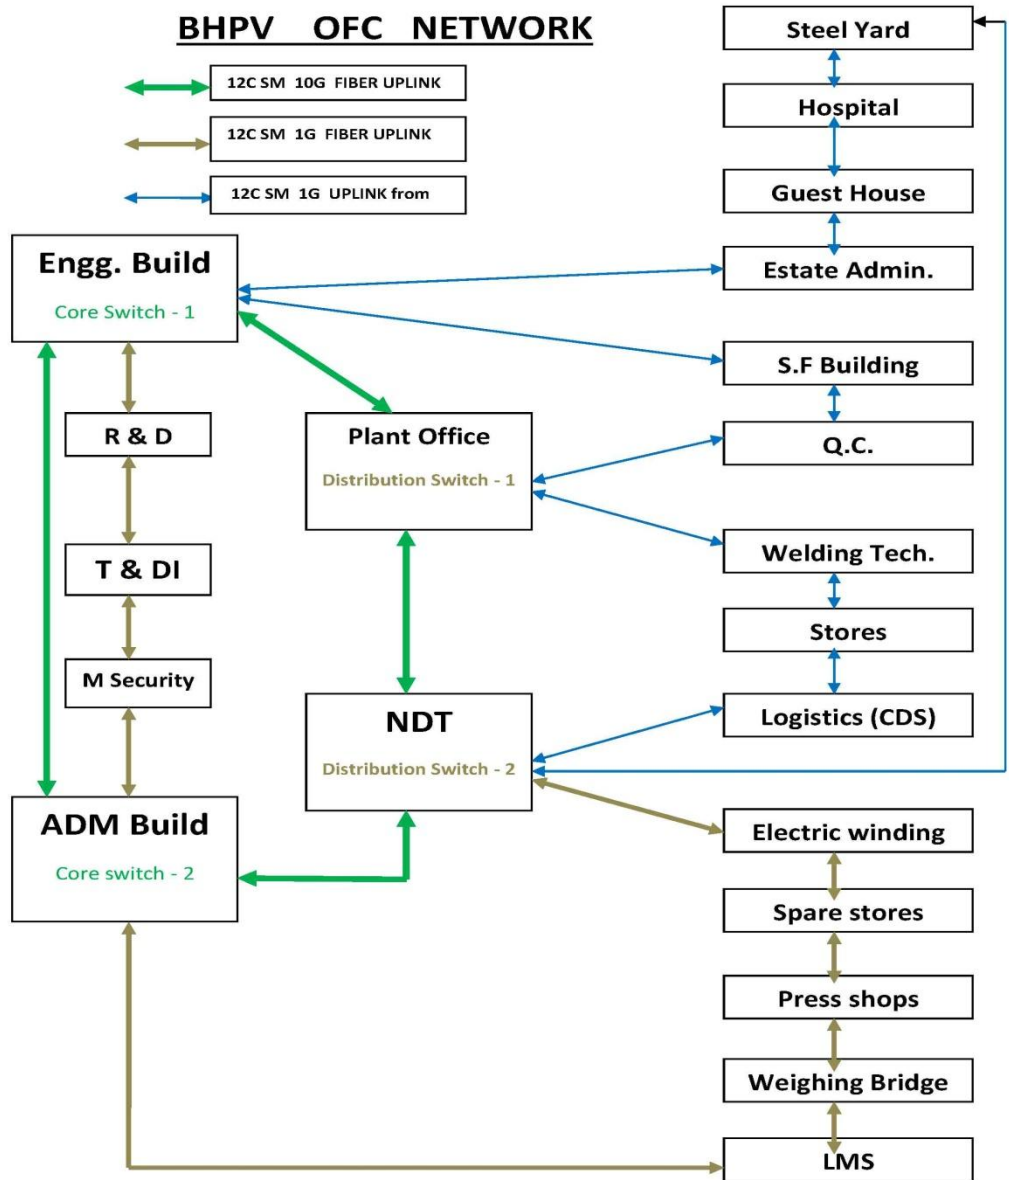 BHPV OFC NETWORK
12C SM 10G FIBER UPLINK
12C SM 1G FIBER UPLINK
12C SM 1G UPLINK from
Steel Yard
Hospital
Guest House
Estate Admin.
Engg. Build
Core Switch - 1
S.F Building
Q.C.
R & D
Plant Office
Distribution Switch - 1
Welding Tech.
T & DI
Stores
M Security
Logistics (CDS)
NDT
Distribution Switch - 2
ADM Build
Core switch - 2
Electric winding
Spare stores
Press shops
Weighing Bridge
LMS